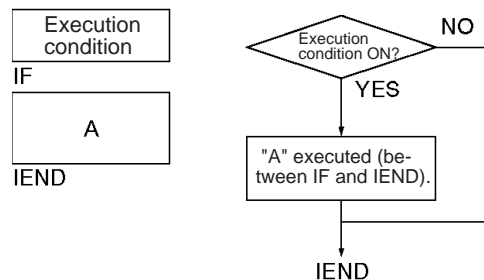 Execution
condition
IF
A
IEND
Execution
condition ON?
NO
YES
"A" executed (be-
tween IF and IEND).
IEND